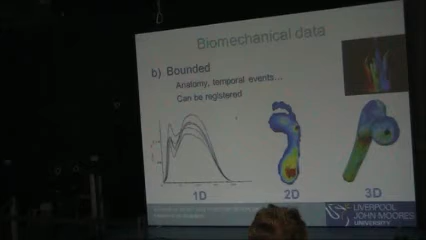 Biomechanical data
b) Bounded
Anatomy, temporal events...
Can be registered
1D
2D
3D
LIVERPOOL
JOHN MOORES
UNIVERSITY